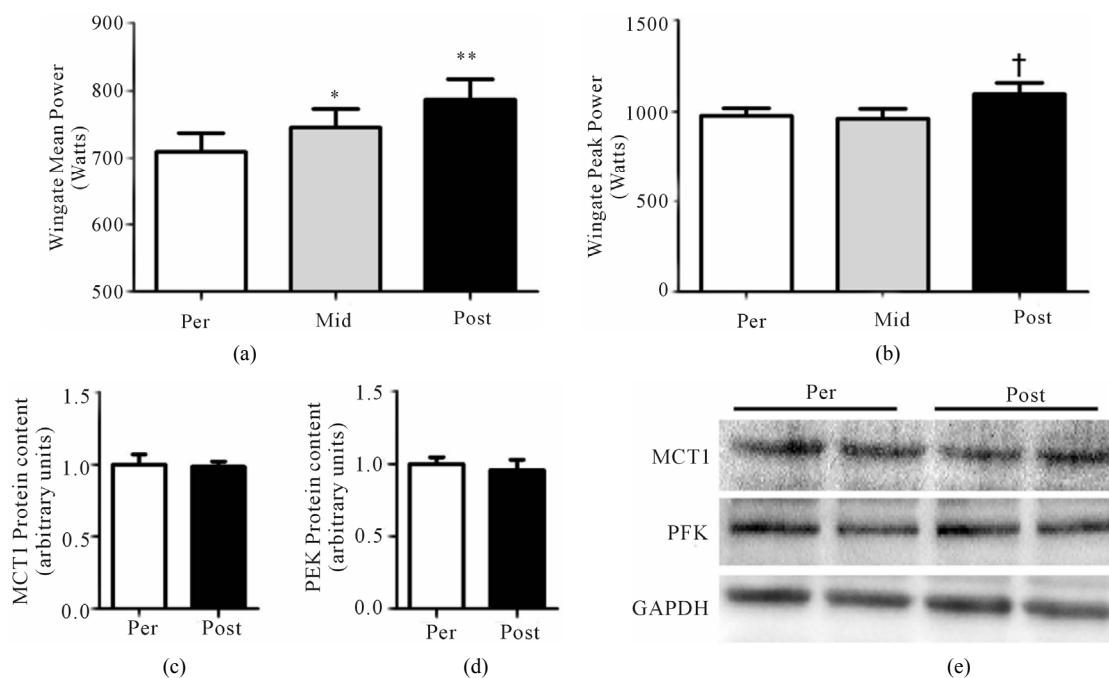 Wingate Mean Power
(Watts)
900
800
700
600
500
*
**
Per
Mid
Post
(a)
Wingate Peak Power
(Watts)
1500
1000
500
0
†
Per
Mid
Post
(b)
MCT1 Protein content
(arbitrary units)
1.5
1.0
0.5
0.0
Per
Post
(c)
PEK Protein content
(arbitrary units)
1.5
1.0
0.5
0.0
Per
Post
(d)
Per
Post
MCT1
PFK
GAPDH
(e)